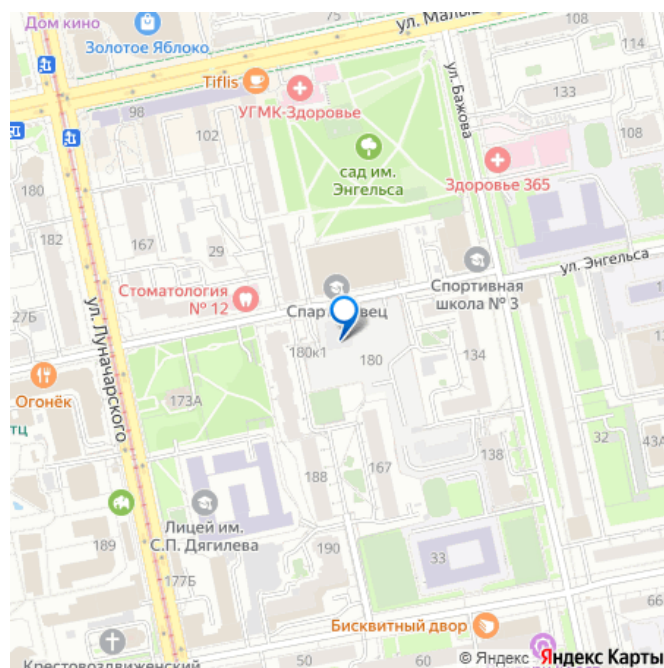 Дом кино
75
ул. Малы
108
Золотое Яблоко
114
Tiflis
133
98
УГМК-Здоровье
ул. Бажова
102
108
сад им.
Энгельса
Здоровье 365
180
182
167
29
ул. Энгельса
Стоматология
№ 12
Спортивная
школа № 3
27Б
ул. Луначарского
180к1
180
134
Огонёк
173А
тц
32
43А
138
188
167
Лицей им.
С.П. Дягилева
189
190
33
177Б
66
Бисквитный двор
50
60
Крестовоздвиженский
© Яндекс
Яндекс Карты